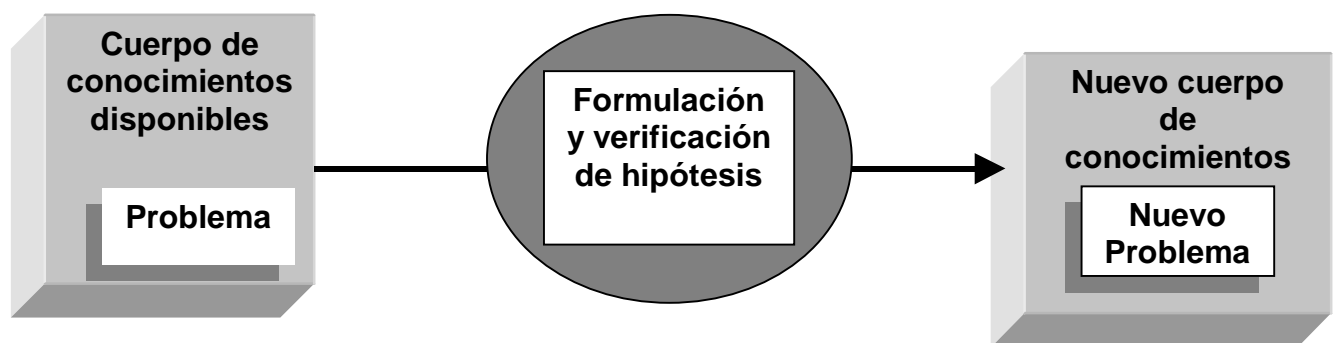 Cuerpo de
conocimientos
disponibles
Problema
Formulación
y verificación
de hipótesis
Nuevo cuerpo
de
conocimientos
Nuevo
Problema